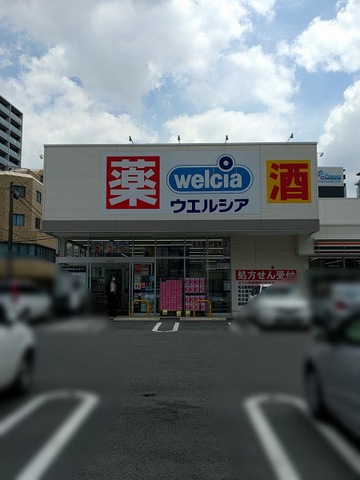 薬
welcia
ウエルシア
酒
処方せん受付